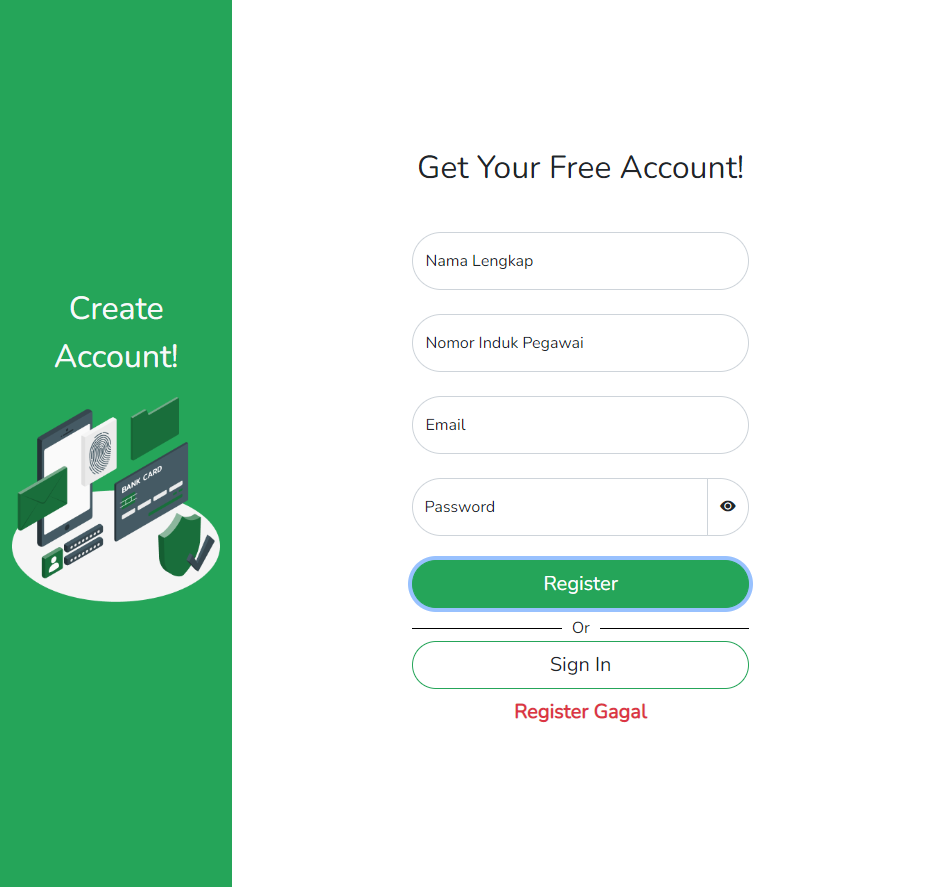 Create
Account!
BANK CARD
Get Your Free Account!
Nama Lengkap
Nomor Induk Pegawai
Email
Password
Register
Or
Sign In
Register Gagal